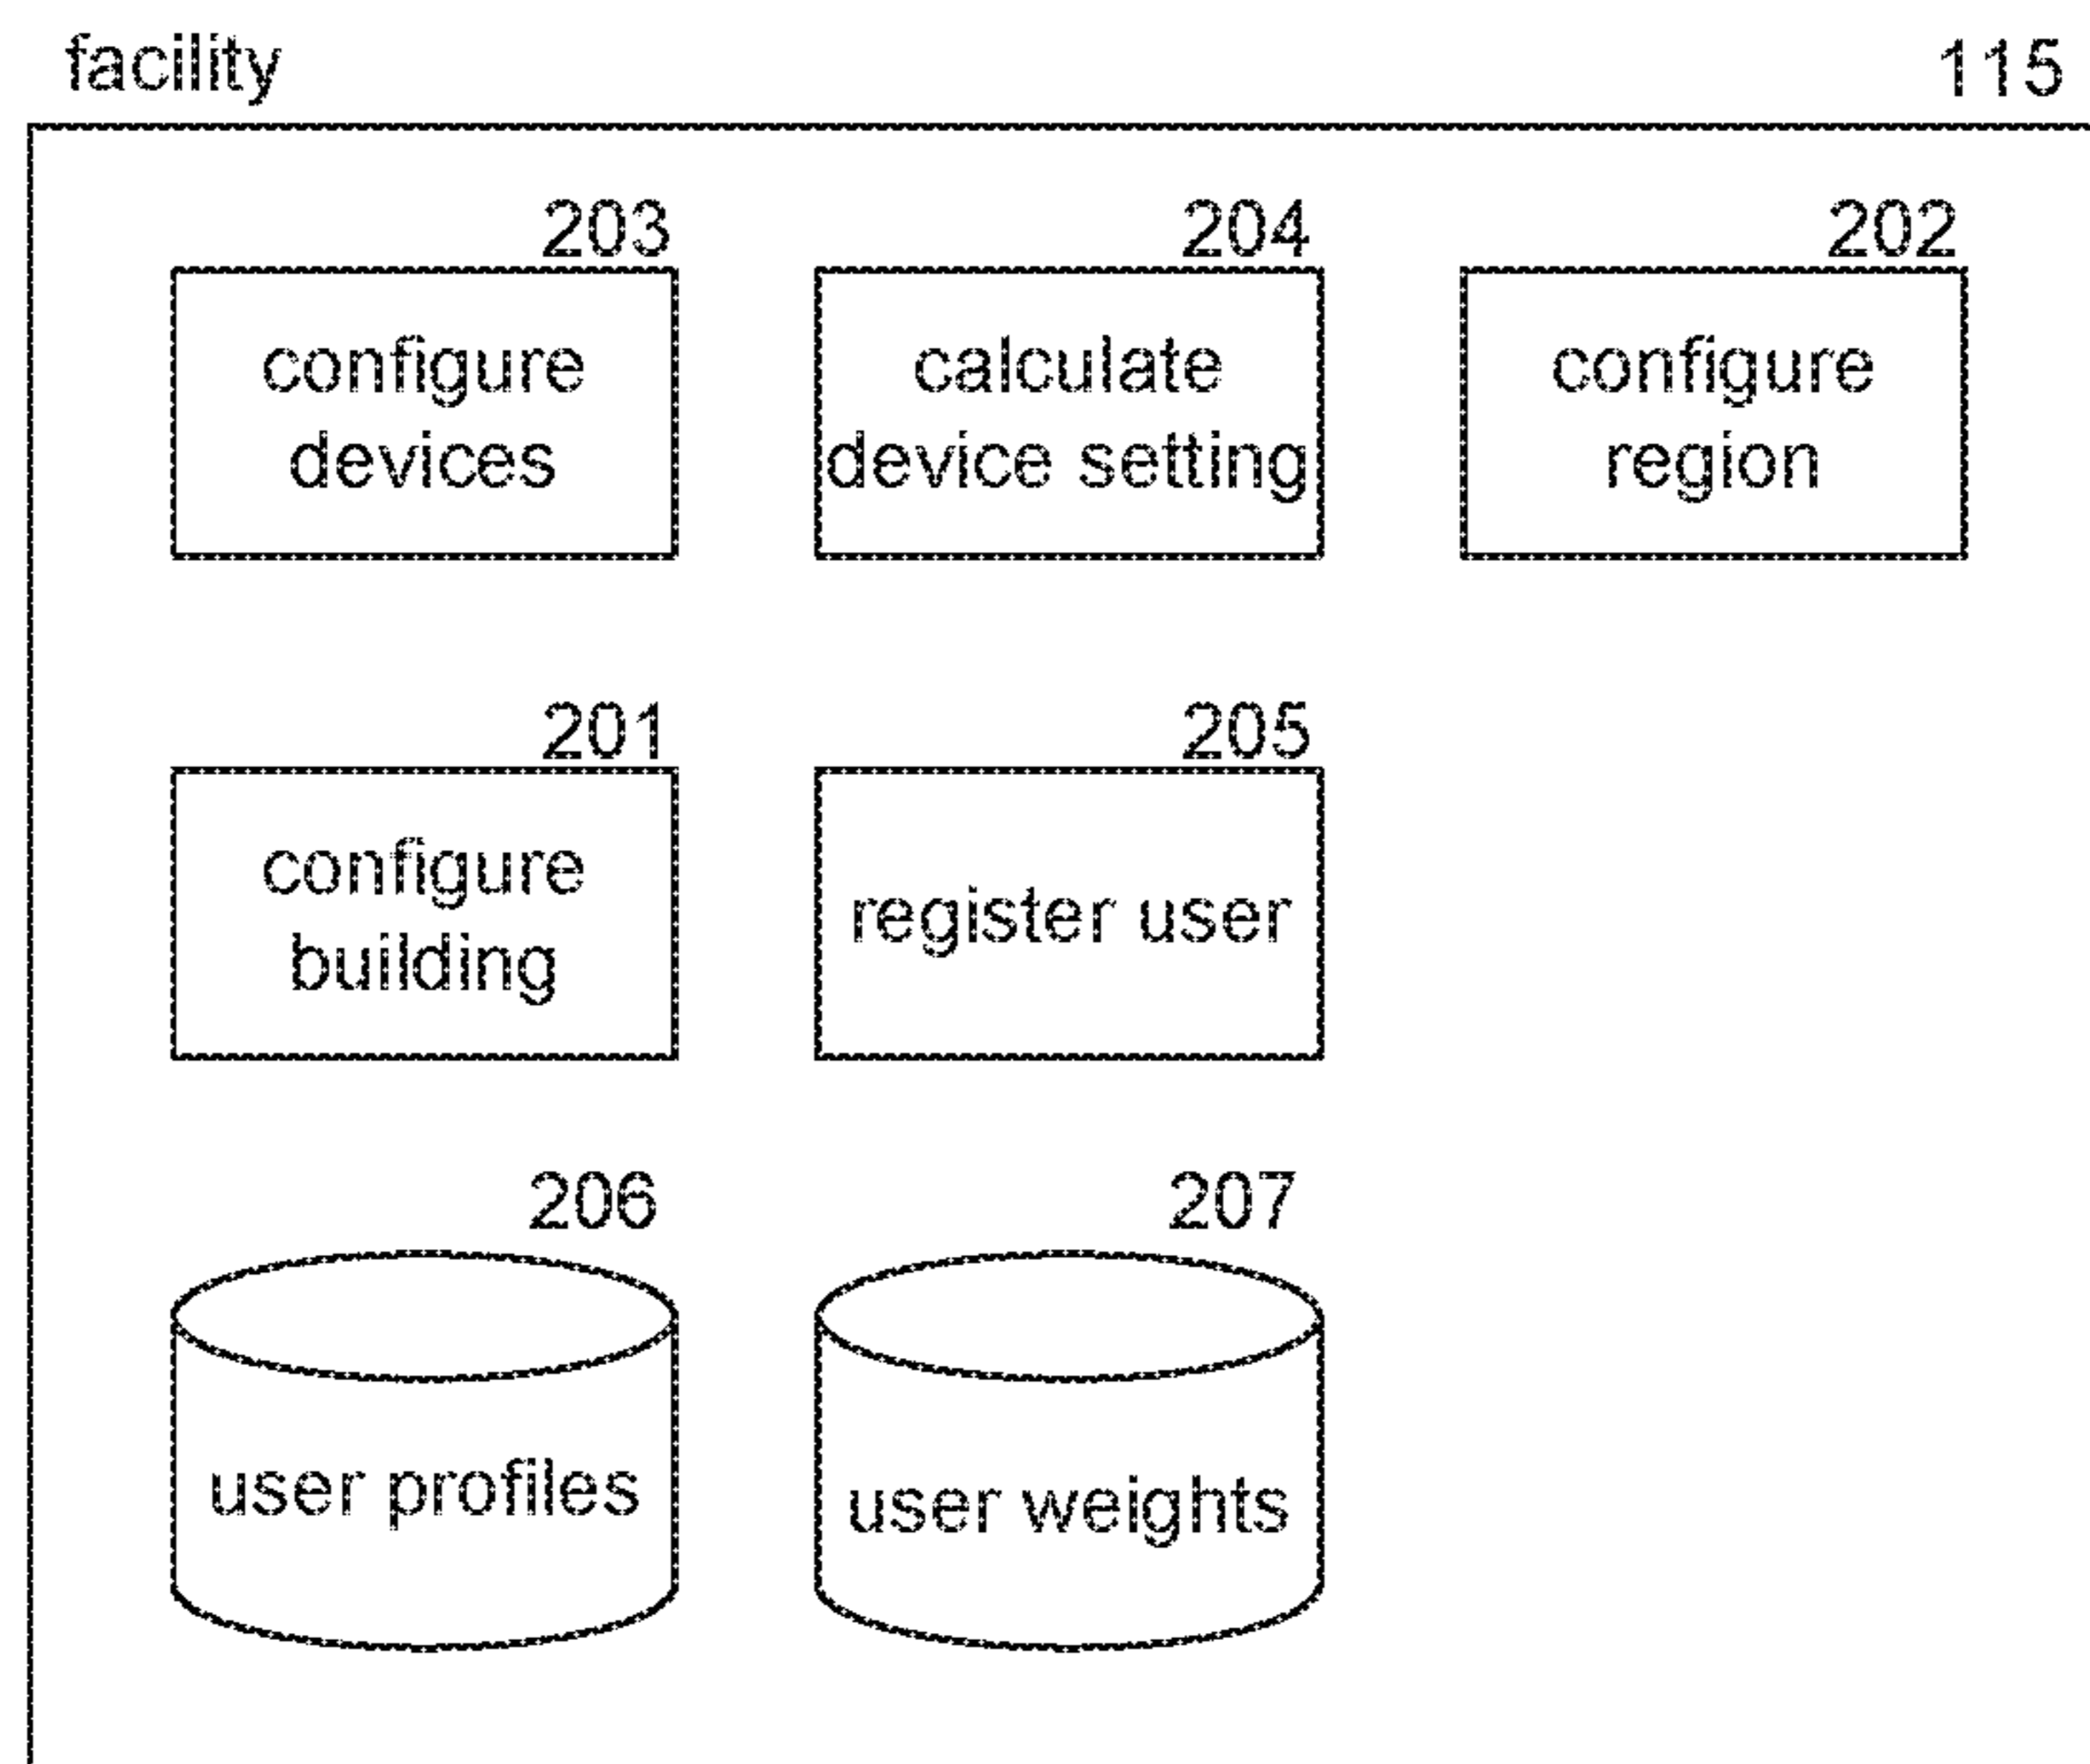 facility 115
203 204 202
configure calculate configure
devices device setting region
201 205
configure
building
register user
206 207
user profiles user weights